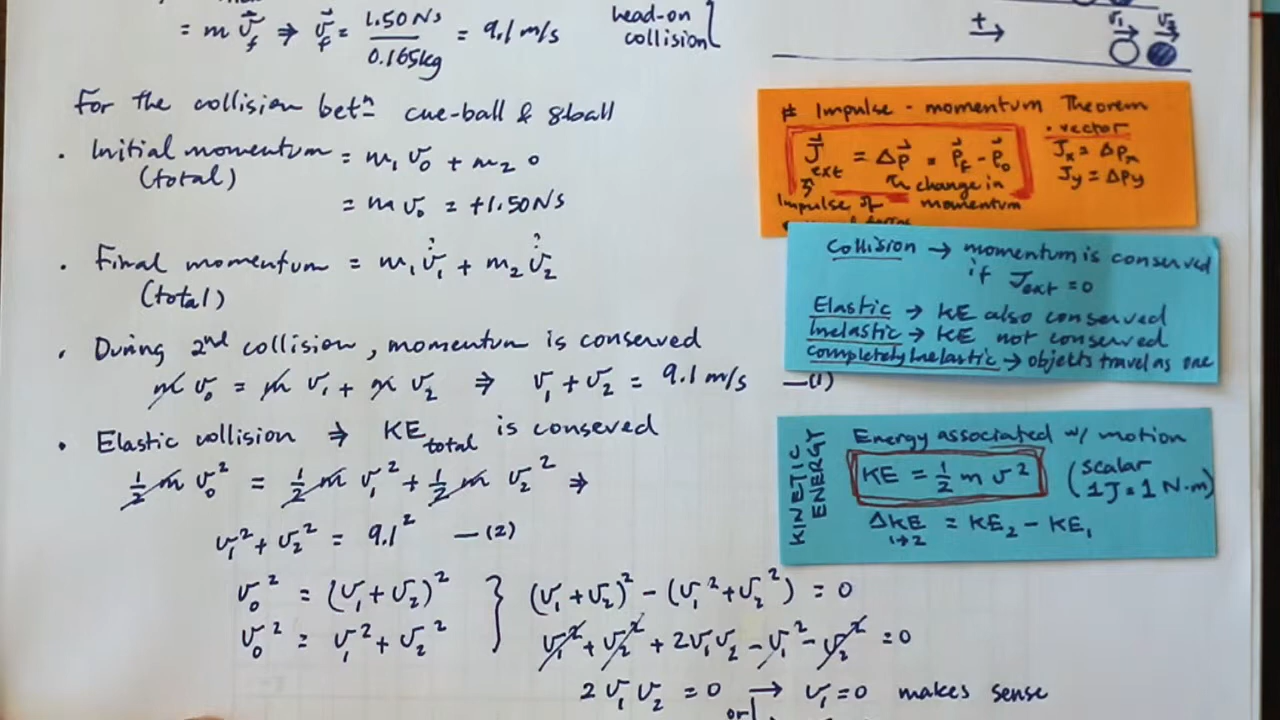 = m v⃗f ⇒ v⃗f = 1.50 Ns / 0.165kg = 9.1 m/s
head-on
collision
+
v1 v2
For the collision betⁿ cue-ball & 8ball
• Initial momentum = m1 v0 + m2 0
(total)
= m v0 = +1.50 Ns
• Final momentum = m1 v1 + m2 v2
? ?
(total)
• During 2nd collision, momentum is conserved
m v0 = m v1 + m v2 ⇒ v1 + v2 = 9.1 m/s —(1)
• Elastic collision ⇒ KEtotal is conseved
½ m v0² = ½ m v1² + ½ m v2² ⇒
v1² + v2² = 9.1² —(2)
v0² = (v1 + v2)²
v0² = v1² + v2²
(v1 + v2)² − (v1² + v2²) = 0
v1² + v2² + 2v1v2 − v1² − v2² = 0
2 v1 v2 = 0 → v1 = 0 makes sense
or
# Impulse - momentum Theorem
J⃗ext = Δp⃗ = p⃗f − p⃗0
change in
momentum
Impulse of
• vector
Jx = Δpx
Jy = Δpy
Collision → momentum is conserved
if Jext = 0
Elastic → KE also conserved
Inelastic → KE not conserved
Completely Inelastic → objects travel as one
KINETIC
ENERGY
Energy associated w/ motion
KE = ½ m v²
(scalar
1J = 1 N·m)
ΔKE 1→2 = KE2 − KE1